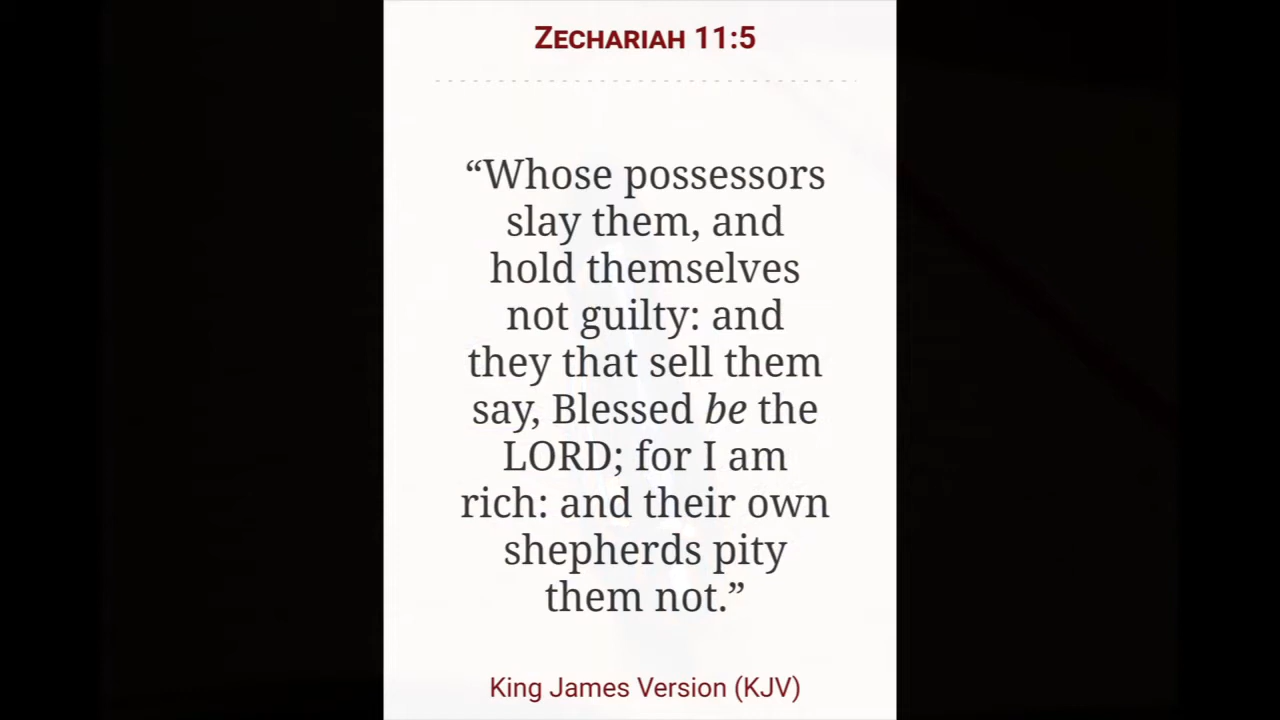 ZECHARIAH 11:5
“Whose possessors
slay them, and
hold themselves
not guilty: and
they that sell them
say, Blessed be the
LORD; for I am
rich: and their own
shepherds pity
them not.”
King James Version (KJV)